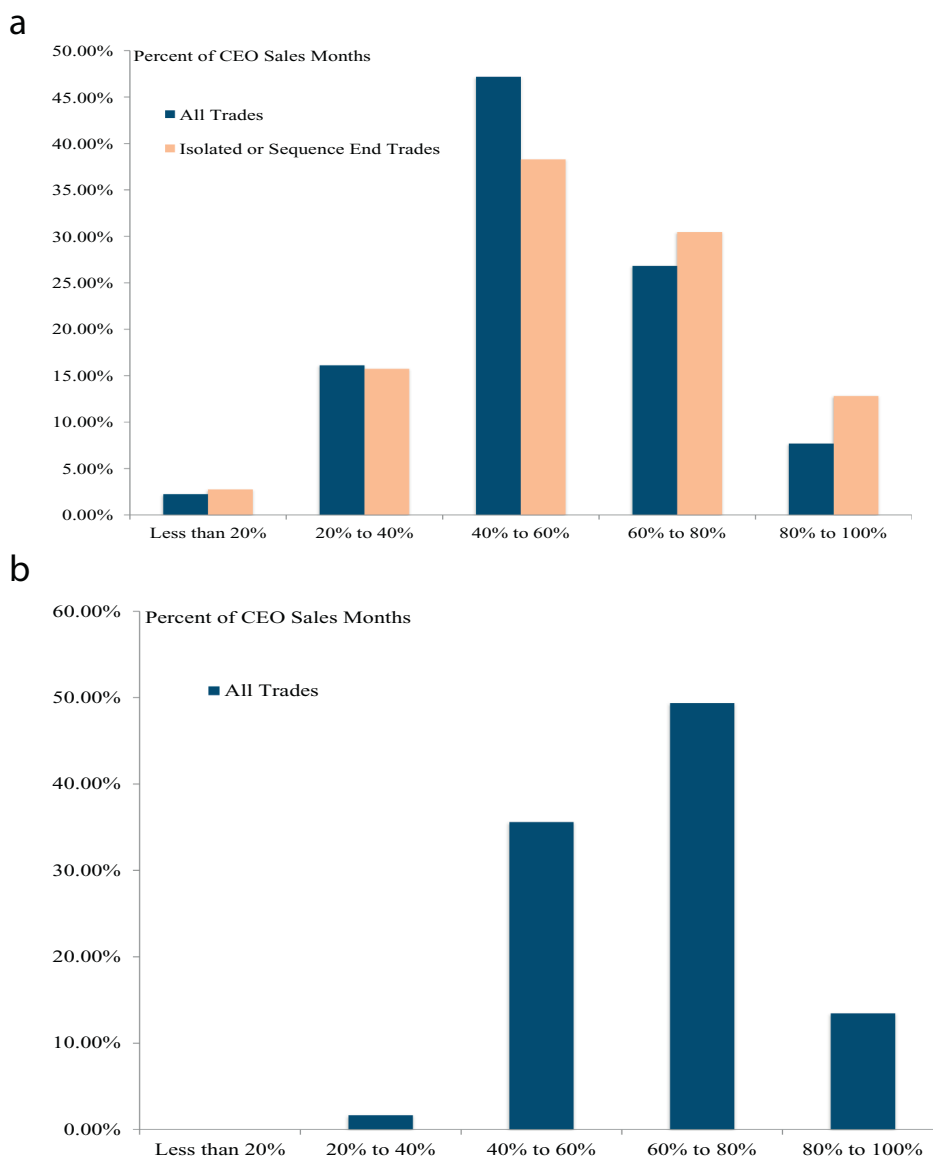 a
Percent of CEO Sales Months
50.00%
45.00%
40.00%
35.00%
30.00%
25.00%
20.00%
15.00%
10.00%
5.00%
0.00%
All Trades
Isolated or Sequence End Trades
Less than 20% 20% to 40% 40% to 60% 60% to 80% 80% to 100%
b
Percent of CEO Sales Months
60.00%
50.00%
40.00%
30.00%
20.00%
10.00%
0.00%
All Trades
Less than 20% 20% to 40% 40% to 60% 60% to 80% 80% to 100%